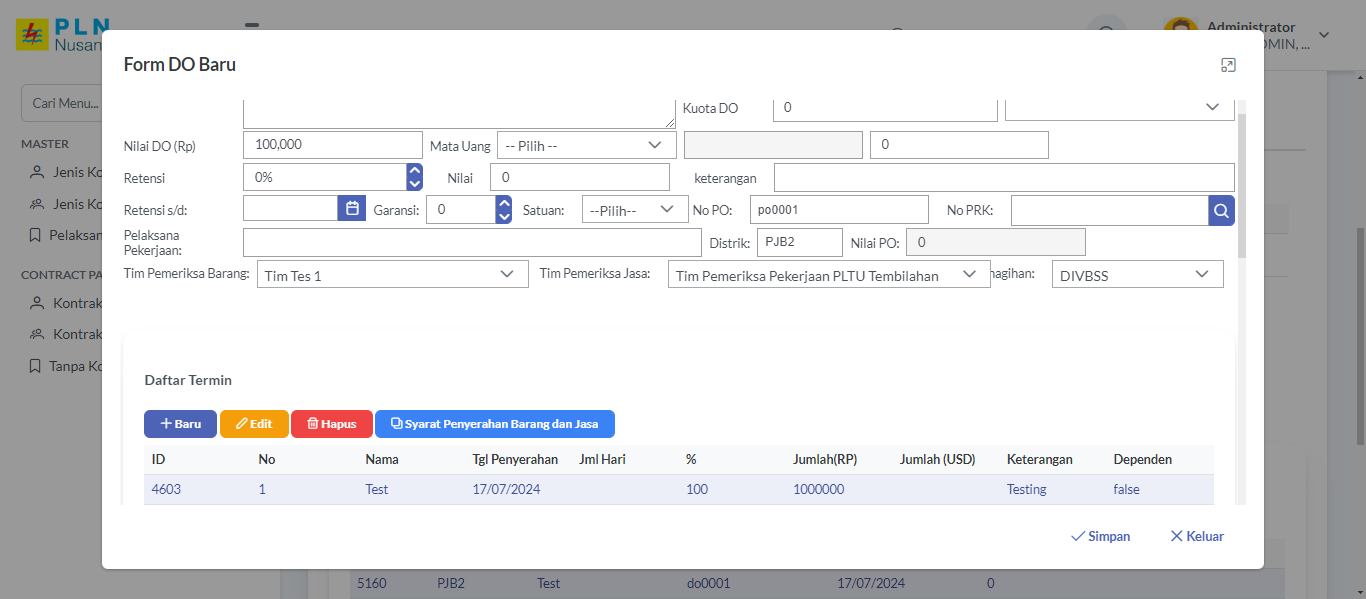 PLN
Nusan
Administrator
DMIN, ...
Form DO Baru
Cari Menu...
MASTER
Jenis Ko
Jenis Ko
Pelaksan
CONTRACT PA
Kontrak
Kontrak
Tanpa Ko
Kuota DO 0
Nilai DO (Rp) 100,000 Mata Uang -- Pilih -- 0
Retensi 0% Nilai 0 keterangan
Retensi s/d: Garansi: 0 Satuan: --Pilih-- No PO: po0001 No PRK:
Pelaksana
Pekerjaan: Distrik: PJB2 Nilai PO: 0
Tim Pemeriksa Barang: Tim Tes 1 Tim Pemeriksa Jasa: Tim Pemeriksa Pekerjaan PLTU Tembilahan nagihan: DIVBSS
Daftar Termin
Baru Edit Hapus Syarat Penyerahan Barang dan Jasa
ID No Nama Tgl Penyerahan Jml Hari % Jumlah(RP) Jumlah (USD) Keterangan Dependen
4603 1 Test 17/07/2024 100 1000000 Testing false
Simpan Keluar
5160 PJB2 Test do0001 17/07/2024 0